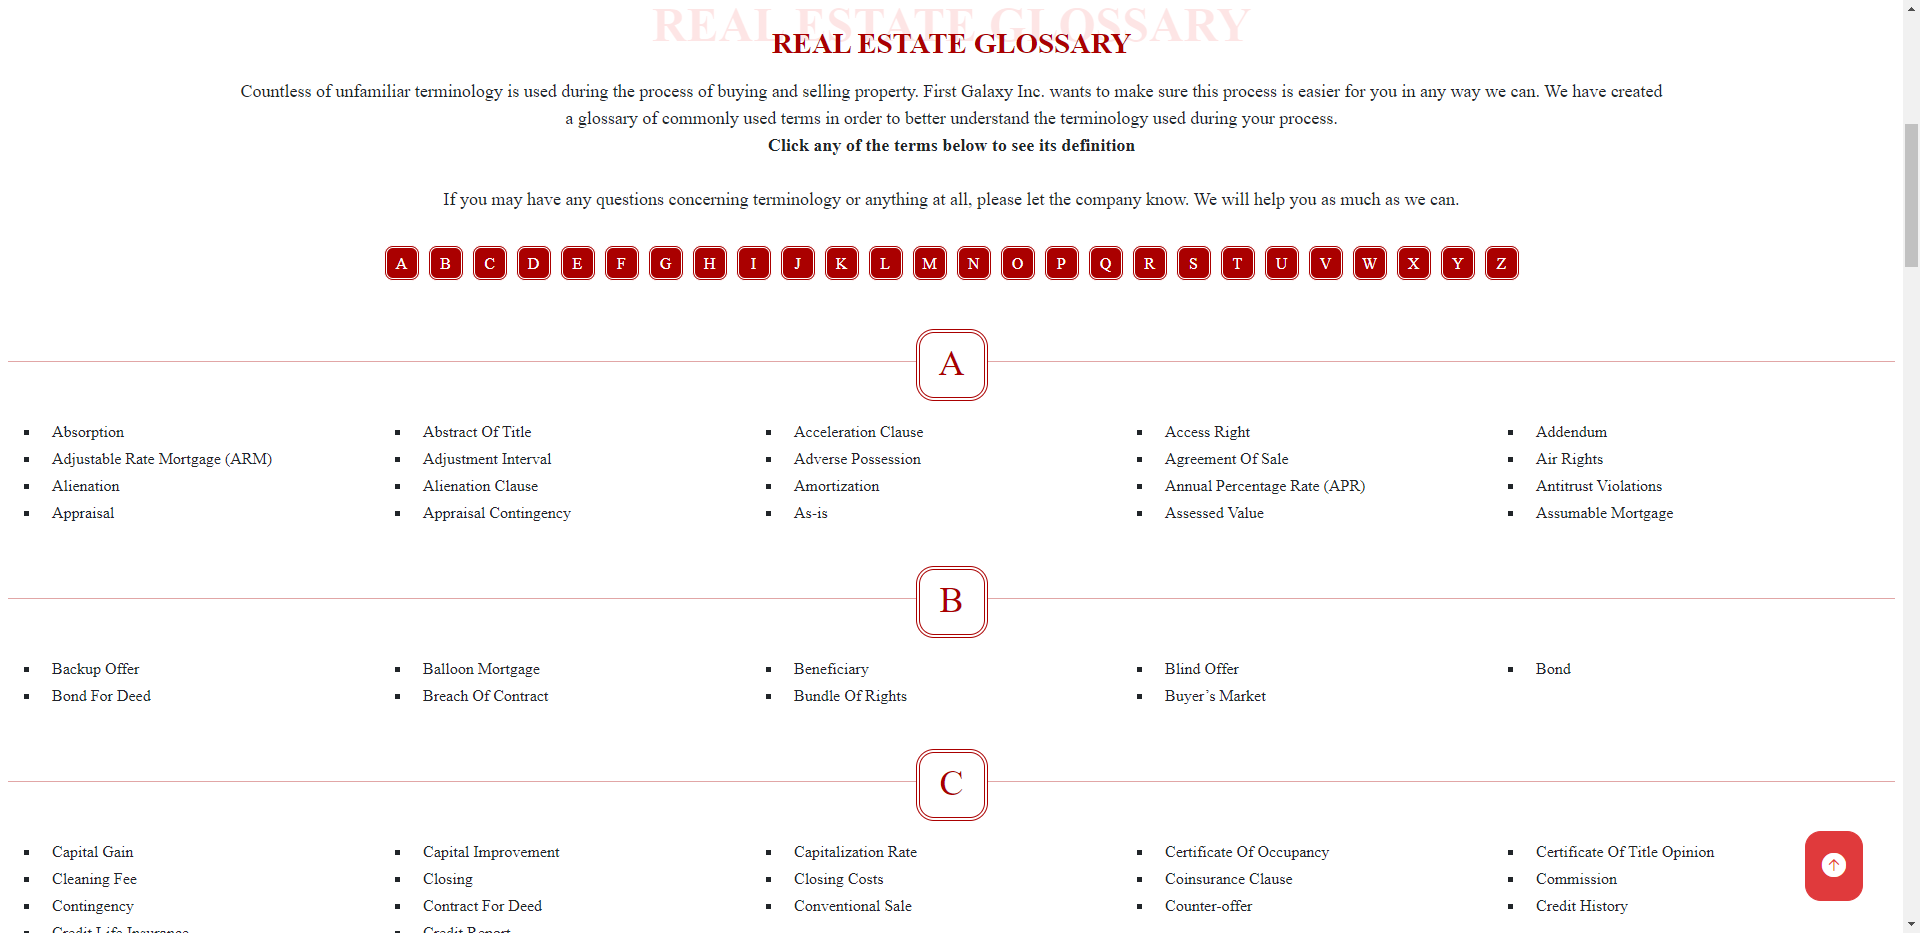 REAL ESTATE GLOSSARY
REAL ESTATE GLOSSARY
Countless of unfamiliar terminology is used during the process of buying and selling property. First Galaxy Inc. wants to make sure this process is easier for you in any way we can. We have created
a glossary of commonly used terms in order to better understand the terminology used during your process.
Click any of the terms below to see its definition
If you may have any questions concerning terminology or anything at all, please let the company know. We will help you as much as we can.
A B C D E F G H I J K L M N O P Q R S T U V W X Y Z
A
Absorption Abstract Of Title Acceleration Clause Access Right Addendum
Adjustable Rate Mortgage (ARM) Adjustment Interval Adverse Possession Agreement Of Sale Air Rights
Alienation Alienation Clause Amortization Annual Percentage Rate (APR) Antitrust Violations
Appraisal Appraisal Contingency As-is Assessed Value Assumable Mortgage
B
Backup Offer Balloon Mortgage Beneficiary Blind Offer Bond
Bond For Deed Breach Of Contract Bundle Of Rights Buyer’s Market
C
Capital Gain Capital Improvement Capitalization Rate Certificate Of Occupancy Certificate Of Title Opinion
Cleaning Fee Closing Closing Costs Coinsurance Clause Commission
Contingency Contract For Deed Conventional Sale Counter-offer Credit History
Credit Life Insurance Credit Report